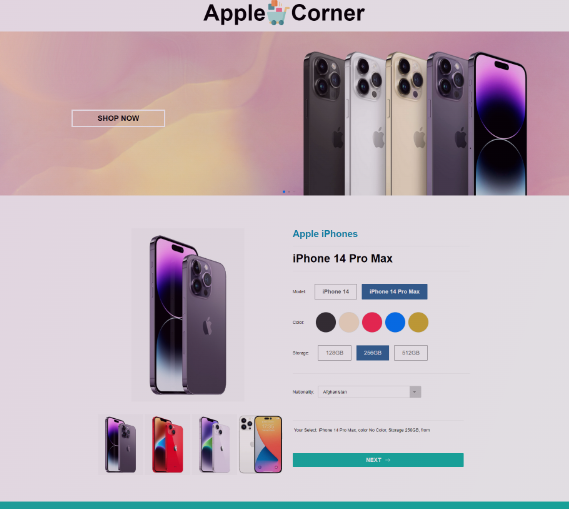 Apple Corner
SHOP NOW
Apple iPhones
iPhone 14 Pro Max
Model: iPhone 14 iPhone 14 Pro Max
Color:
Storage: 128GB 256GB 512GB
Nationality Afghanistan
Your Select: iPhone 14 Pro Max, color No Color, Storage 256GB, from
NEXT →